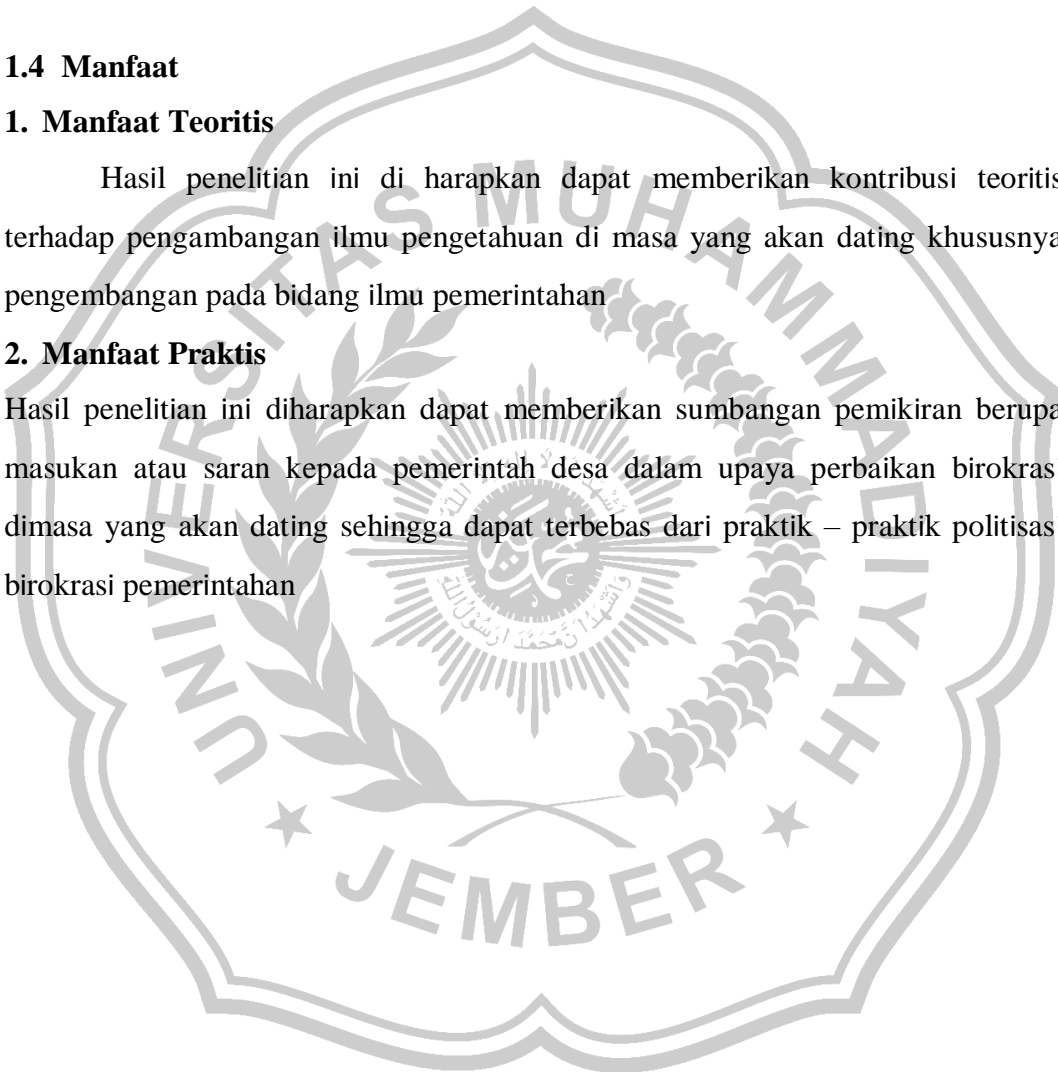 1.4 Manfaat
1. Manfaat Teoritis
Hasil penelitian ini di harapkan dapat memberikan kontribusi teoritis
terhadap pengambangan ilmu pengetahuan di masa yang akan dating khususnya
pengembangan pada bidang ilmu pemerintahan
2. Manfaat Praktis
Hasil penelitian ini diharapkan dapat memberikan sumbangan pemikiran berupa
masukan atau saran kepada pemerintah desa dalam upaya perbaikan birokrasi
dimasa yang akan dating sehingga dapat terbebas dari praktik – praktik politisasi
birokrasi pemerintahan
UNIVERSITAS MUHAMMADIYAH
JEMBER